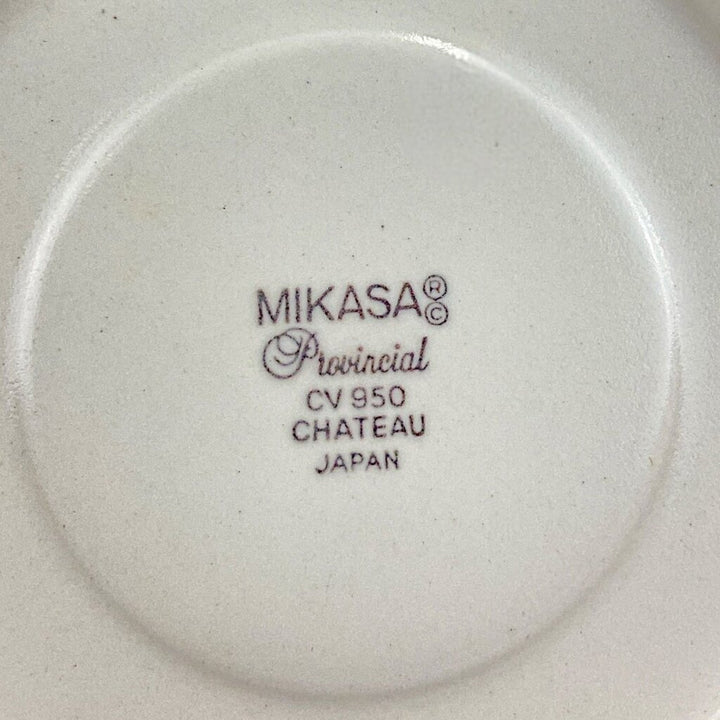 MIKASA ® ©
Provincial
CV 950
CHATEAU
JAPAN